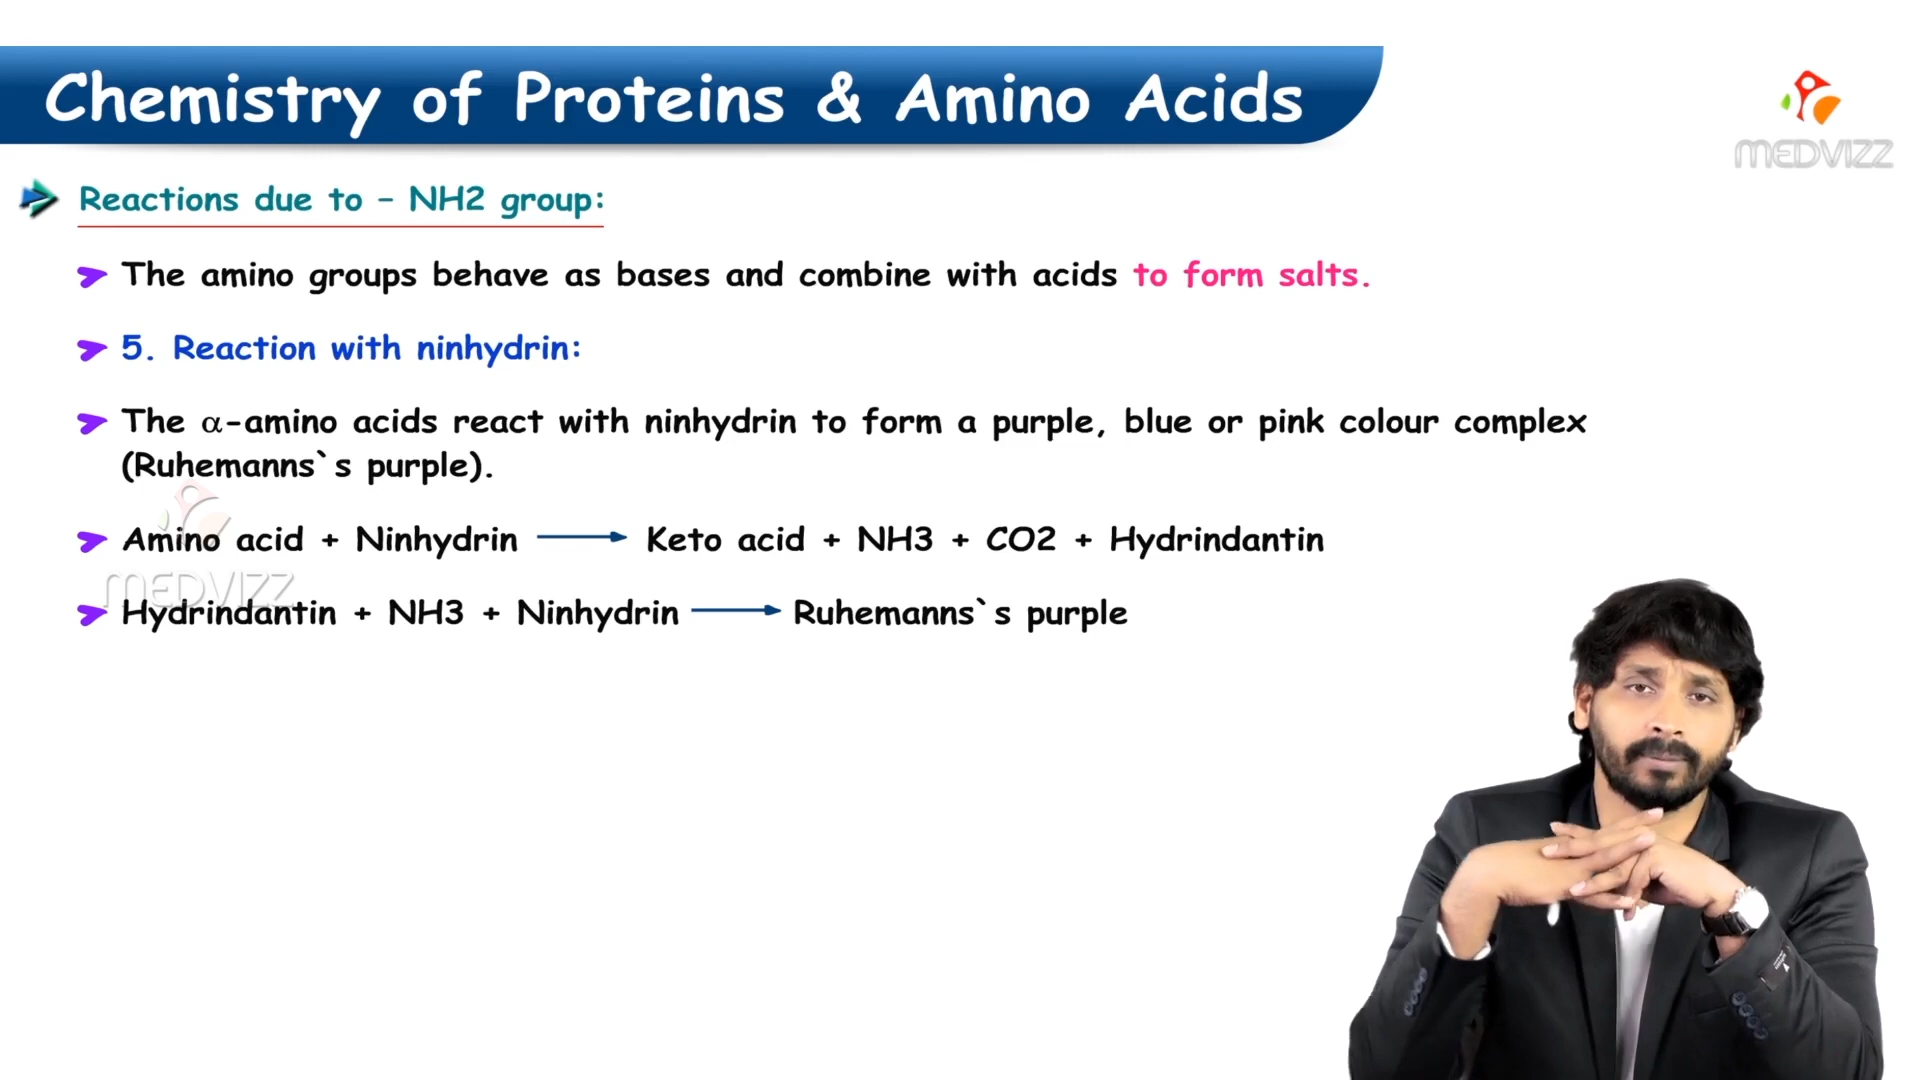 Chemistry of Proteins & Amino Acids
MEDVIZZ
Reactions due to – NH2 group:
The amino groups behave as bases and combine with acids to form salts.
5. Reaction with ninhydrin:
The α-amino acids react with ninhydrin to form a purple, blue or pink colour complex
(Ruhemanns`s purple).
Amino acid + Ninhydrin → Keto acid + NH3 + CO2 + Hydrindantin
MEDVIZZ
Hydrindantin + NH3 + Ninhydrin → Ruhemanns`s purple